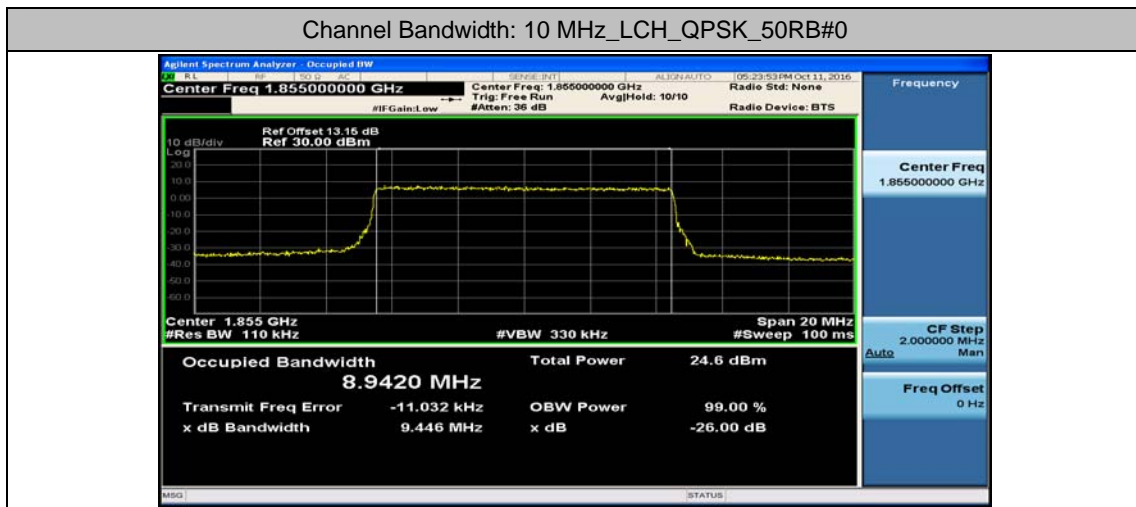 Channel Bandwidth: 10 MHz_LCH_QPSK_50RB#0
Agilent Spectrum Analyzer - Occupied BW
RL RF 50 Ω AC SENSE:INT ALIGN AUTO 05:23:53 PM Oct 11, 2016
Center Freq 1.855000000 GHz
Center Freq: 1.855000000 GHz
Radio Std: None
Trig: Free Run Avg|Hold: 10/10
#IFGain:Low #Atten: 36 dB Radio Device: BTS
Ref Offset 13.15 dB
10 dB/div Ref 30.00 dBm
Log
20.0
10.0
0.00
-10.0
-20.0
-30.0
-40.0
-50.0
-60.0
Center 1.855 GHz Span 20 MHz
#Res BW 110 kHz #VBW 330 kHz #Sweep 100 ms
Occupied Bandwidth Total Power 24.6 dBm
8.9420 MHz
Transmit Freq Error -11.032 kHz OBW Power 99.00 %
x dB Bandwidth 9.446 MHz x dB -26.00 dB
MSG STATUS
Frequency
Center Freq
1.855000000 GHz
CF Step
2.000000 MHz
Auto Man
Freq Offset
0 Hz